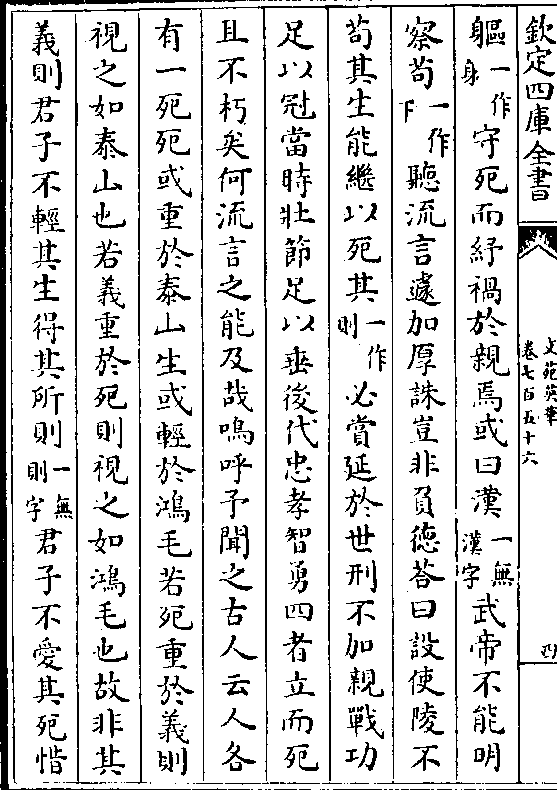 欽定四庫全書
文苑英華
卷七百五十六
軀一作身守死而紓禍於親焉或曰漢一無漢字武帝不能明
察苟一作下聽流言遽加厚誅豈非負德荅曰設使陵不
苟其生能繼以死其一作則必賞延於世刑不加親戰功
足以冠當時壯節足以垂後代忠孝智勇四者立而死
且不朽矣何流言之能及哉嗚呼予聞之古人云人各
有一死死或重於泰山生或輕於鴻毛若死重於義則
視之如泰山也若義重於死則視之如鴻毛也故非其
義則君子不輕其生得其所則一無則字君子不愛其死惜